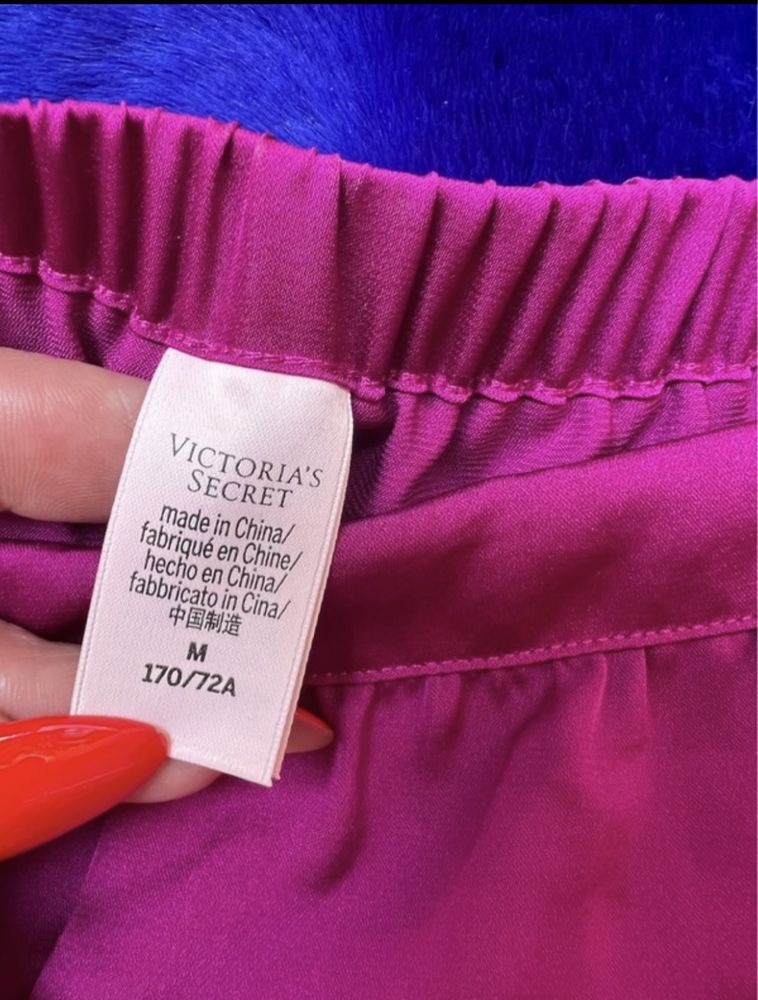 VICTORIA'S
SECRET
made in China/
fabriqué en Chine/
hecho en China/
fabbricato in Cina/
中国制造
M
170/72A